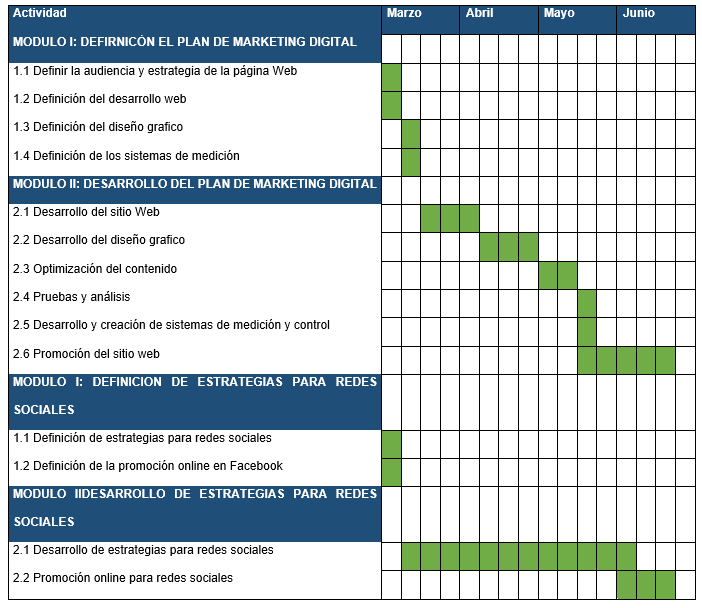 Actividad Marzo Abril Mayo Junio
MODULO I: DEFIRNICÓN EL PLAN DE MARKETING DIGITAL
1.1 Definir la audiencia y estrategia de la página Web
1.2 Definición del desarrollo web
1.3 Definición del diseño grafico
1.4 Definición de los sistemas de medición
MODULO II: DESARROLLO DEL PLAN DE MARKETING DIGITAL
2.1 Desarrollo del sitio Web
2.2 Desarrollo del diseño grafico
2.3 Optimización del contenido
2.4 Pruebas y análisis
2.5 Desarrollo y creación de sistemas de medición y control
2.6 Promoción del sitio web
MODULO I: DEFINICION DE ESTRATEGIAS PARA REDES
SOCIALES
1.1 Definición de estrategias para redes sociales
1.2 Definición de la promoción online en Facebook
MODULO IIDESARROLLO DE ESTRATEGIAS PARA REDES
SOCIALES
2.1 Desarrollo de estrategias para redes sociales
2.2 Promoción online para redes sociales